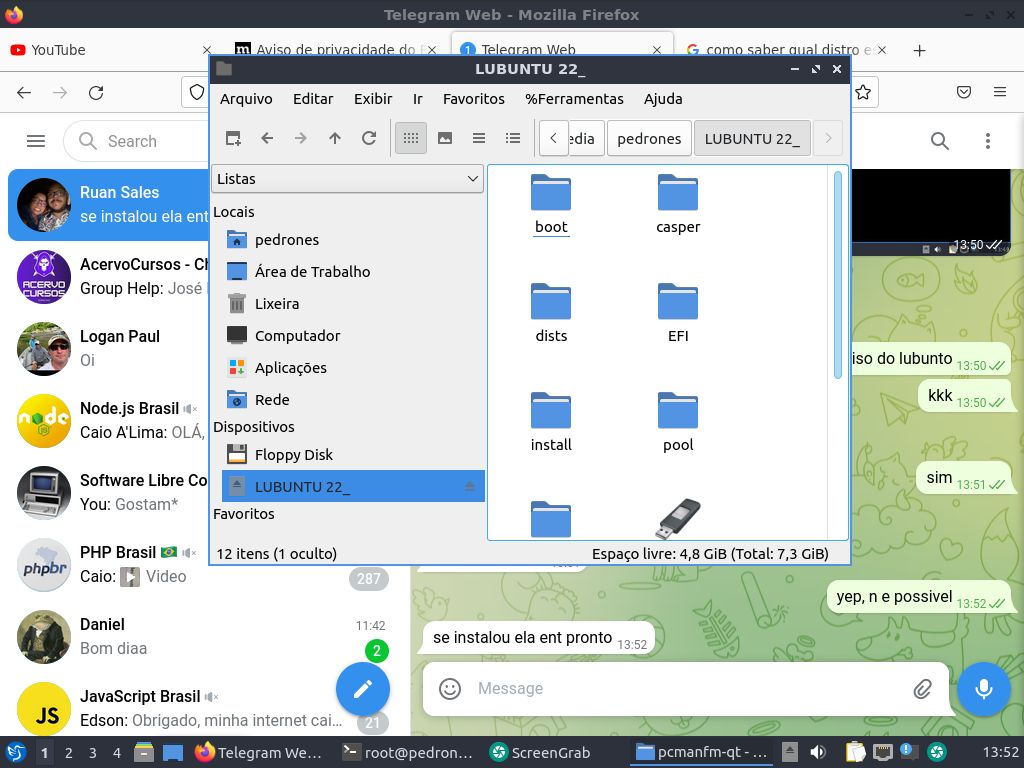 Telegram Web - Mozilla Firefox
YouTube
Aviso de privacidade do
1 Telegram Web
como saber qual distro
LUBUNTU 22_
Arquivo Editar Exibir Ir Favoritos %Ferramentas Ajuda
edia pedrones LUBUNTU 22_
Search
Listas
Locais
pedrones
Área de Trabalho
Lixeira
Computador
Aplicações
Rede
Dispositivos
Floppy Disk
LUBUNTU 22_
Favoritos
boot casper
dists EFI
install pool
12 itens (1 oculto) Espaço livre: 4,8 GiB (Total: 7,3 GiB)
Ruan Sales
se instalou ela ent
AcervoCursos - Ch
Group Help: José
ACERVO
CURSOS
Logan Paul
Oi
Node.js Brasil
Caio A'Lima: OLÁ,
node
Software Libre Co
You: Gostam*
PHP Brasil
Caio: Video
287
phpbr
Daniel 11:42
Bom diaa 2
JavaScript Brasil
Edson: Obrigado, minha internet cai...
21
JS
13:50
iso do lubunto 13:50
kkk 13:50
sim 13:51
yep, n e possivel 13:52
se instalou ela ent pronto 13:52
Message
1 2 3 4 Telegram We... root@pedron... ScreenGrab pcmanfm-qt - ... 13:52